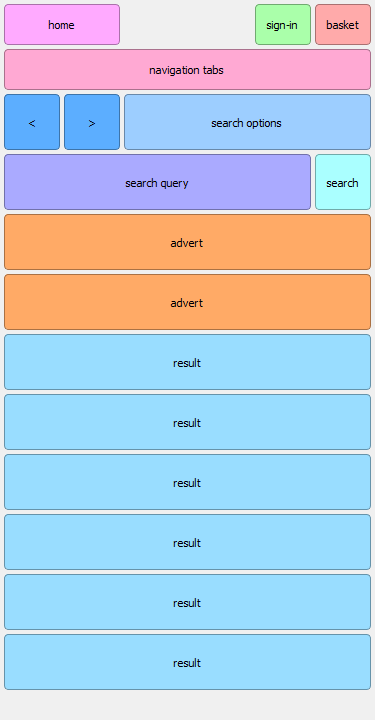 home sign-in basket
navigation tabs
< > search options
search query search
advert
advert
result
result
result
result
result
result